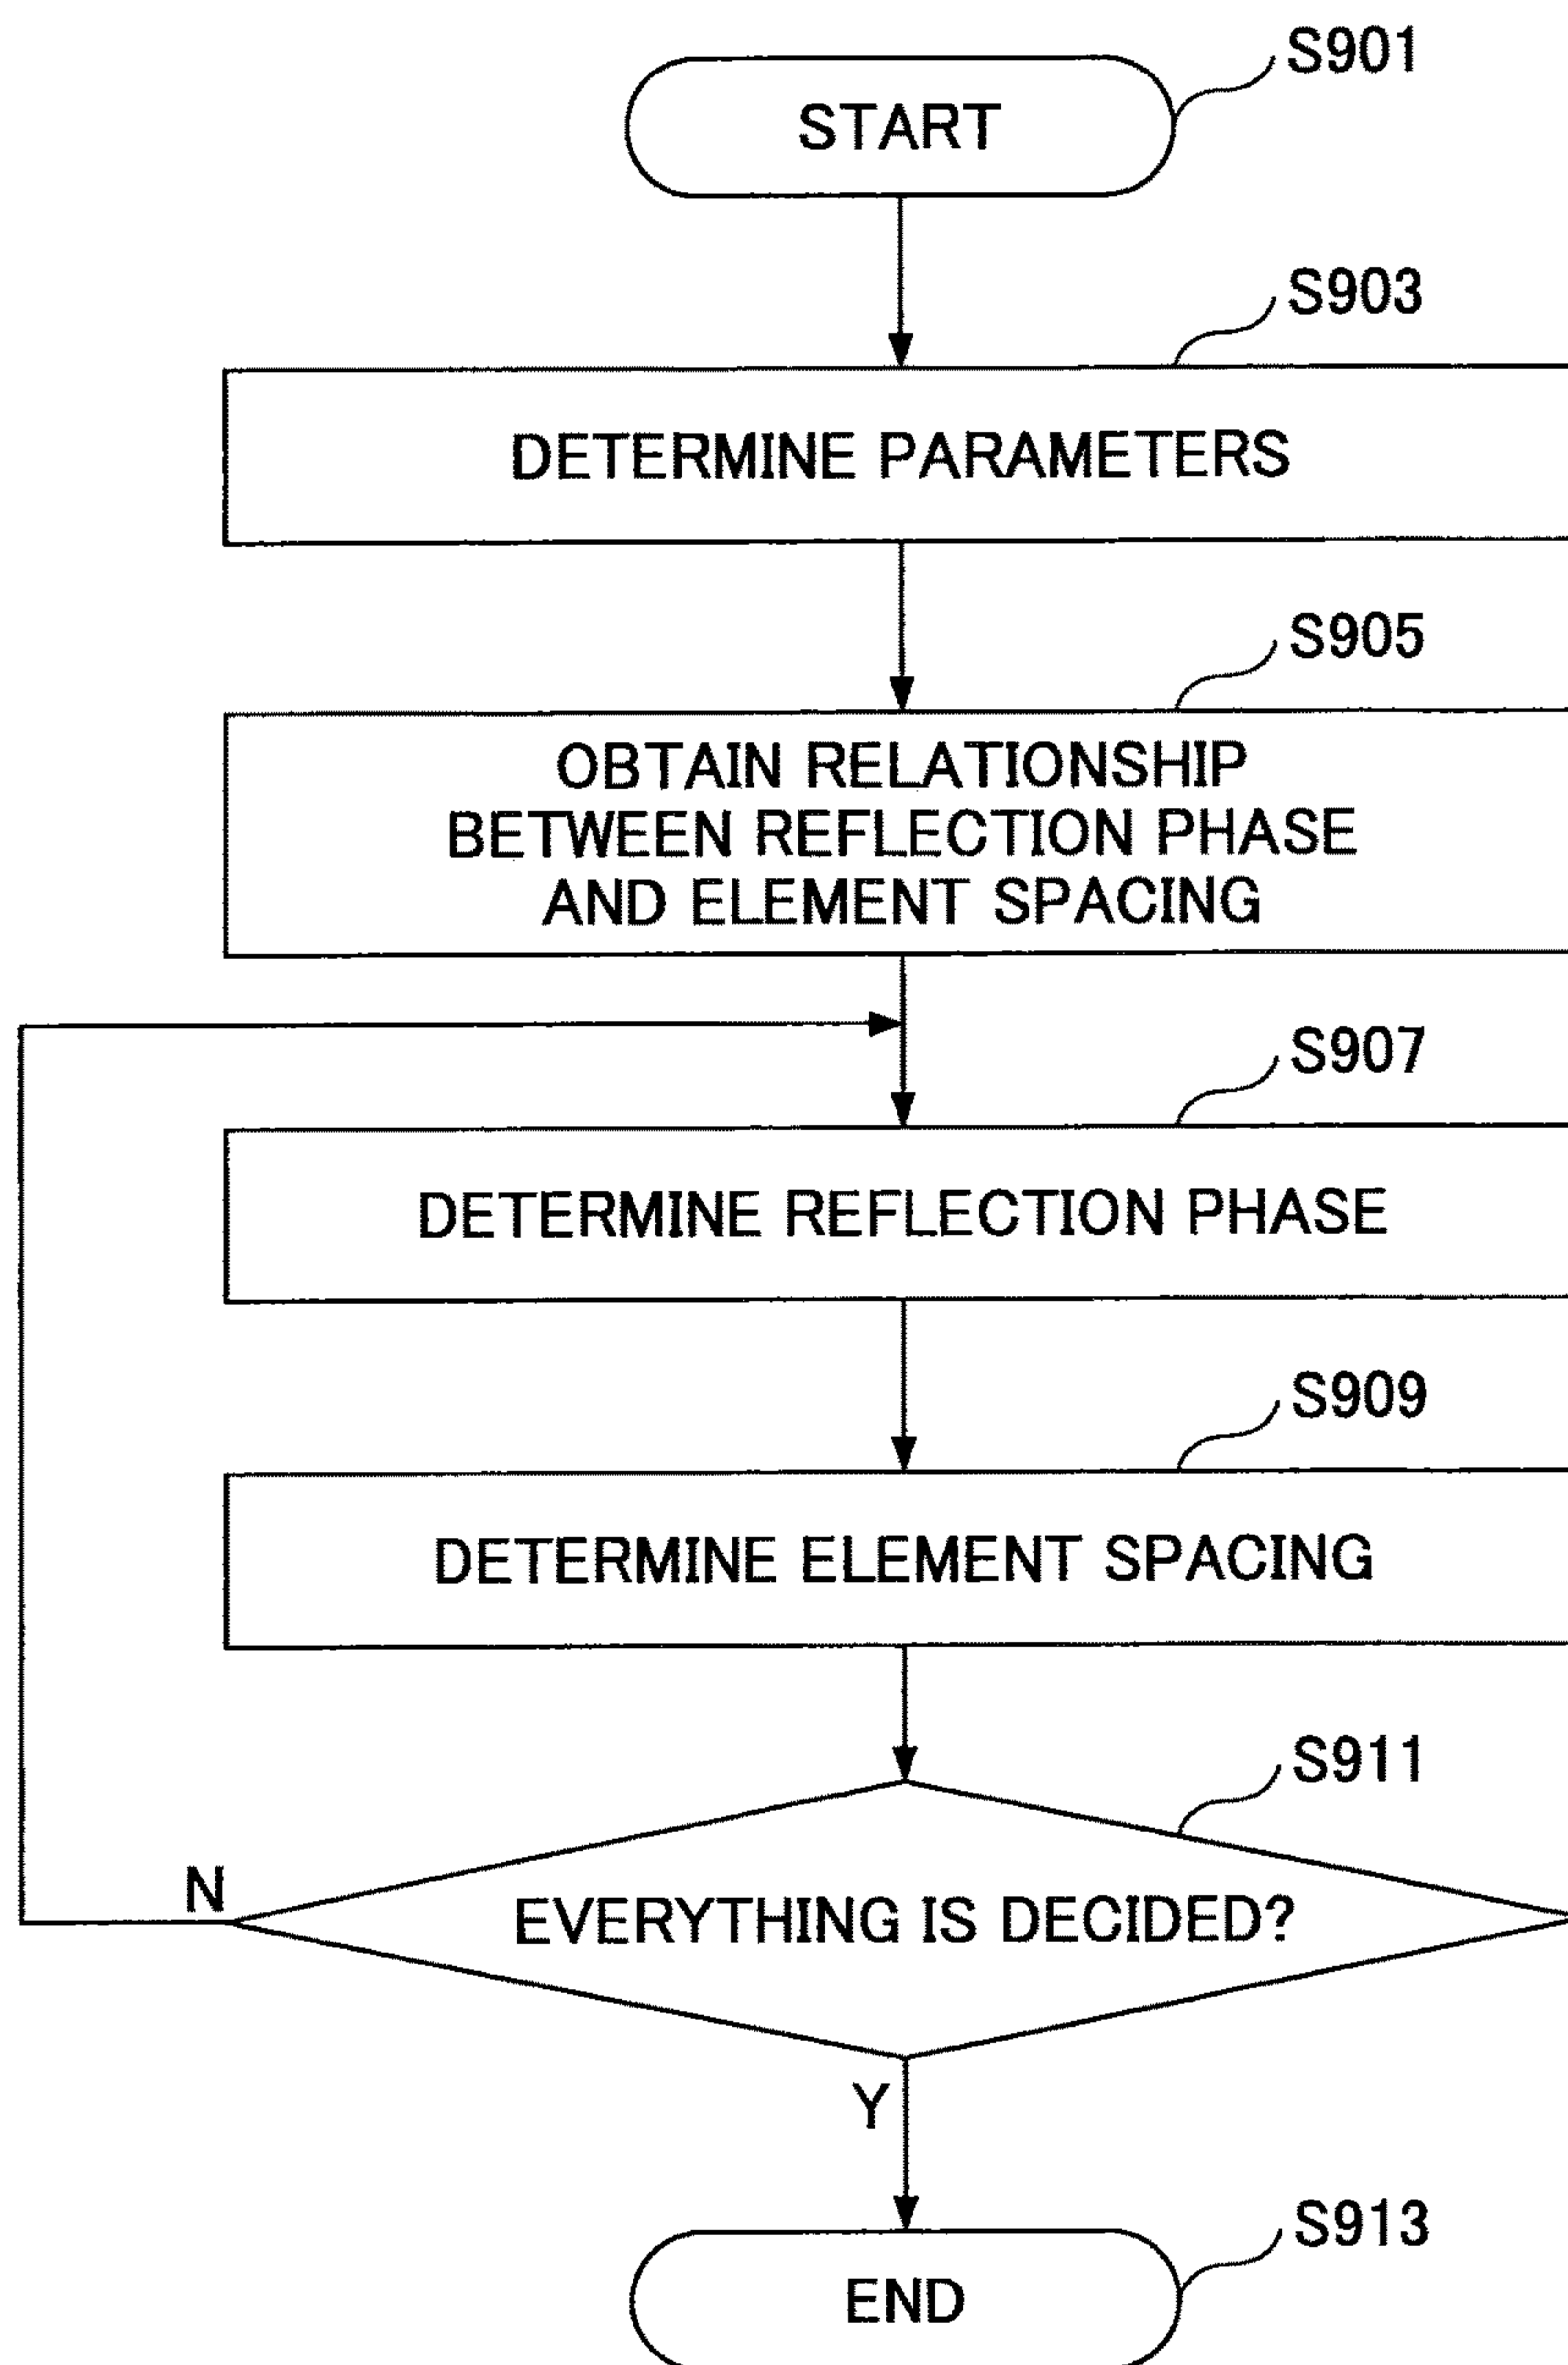 S901
START
S903
DETERMINE PARAMETERS
S905
OBTAIN RELATIONSHIP
BETWEEN REFLECTION PHASE
AND ELEMENT SPACING
S907
DETERMINE REFLECTION PHASE
S909
DETERMINE ELEMENT SPACING
S911
N
EVERYTHING IS DECIDED?
Y
S913
END